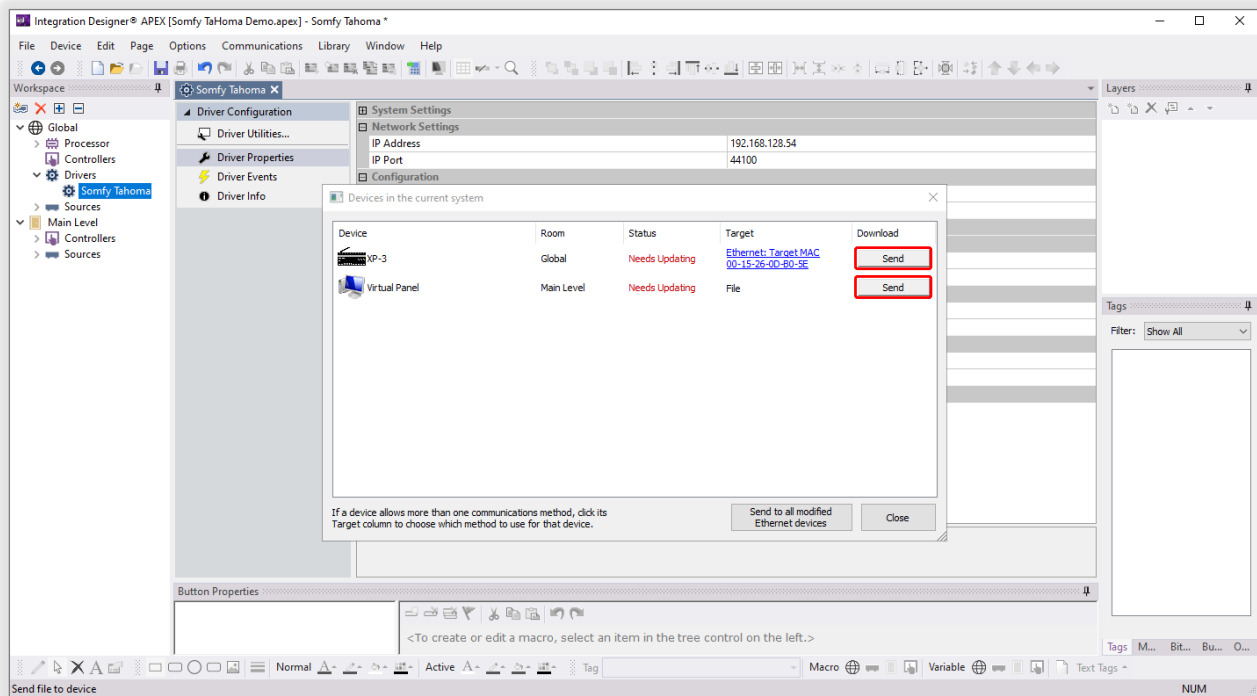 Integration Designer® APEX [Somfy TaHoma Demo.apex] - Somfy Tahoma *
File Device Edit Page Options Communications Library Window Help
Workspace
Somfy Tahoma
Layers
Global
Processor
Controllers
Drivers
Somfy Tahoma
Sources
Main Level
Controllers
Sources
Driver Configuration
Driver Utilities...
Driver Properties
Driver Events
Driver Info
System Settings
Network Settings
IP Address 192.168.128.54
IP Port 44100
Configuration
Devices in the current system
Device Room Status Target Download
XP-3 Global Needs Updating Ethernet: Target MAC
00-15-26-0D-B0-5E Send
Virtual Panel Main Level Needs Updating File Send
If a device allows more than one communications method, click its
Target column to choose which method to use for that device.
Send to all modified
Ethernet devices
Close
Tags
Filter: Show All
Button Properties
<To create or edit a macro, select an item in the tree control on the left.>
Tags M... Bit... Bu... O...
Normal Active Tag Macro Variable Text Tags
Send file to device NUM